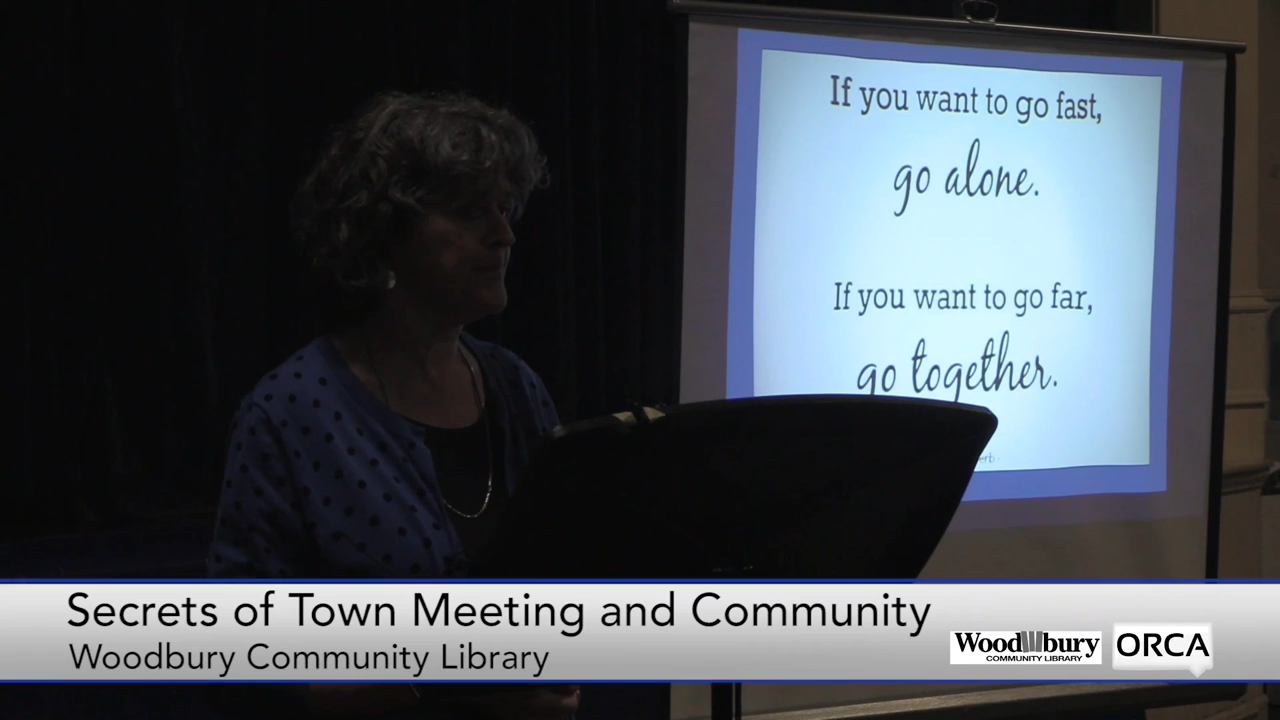 If you want to go fast,
go alone.
If you want to go far,
go together.
Secrets of Town Meeting and Community
Woodbury Community Library
Woodbury
COMMUNITY LIBRARY
ORCA